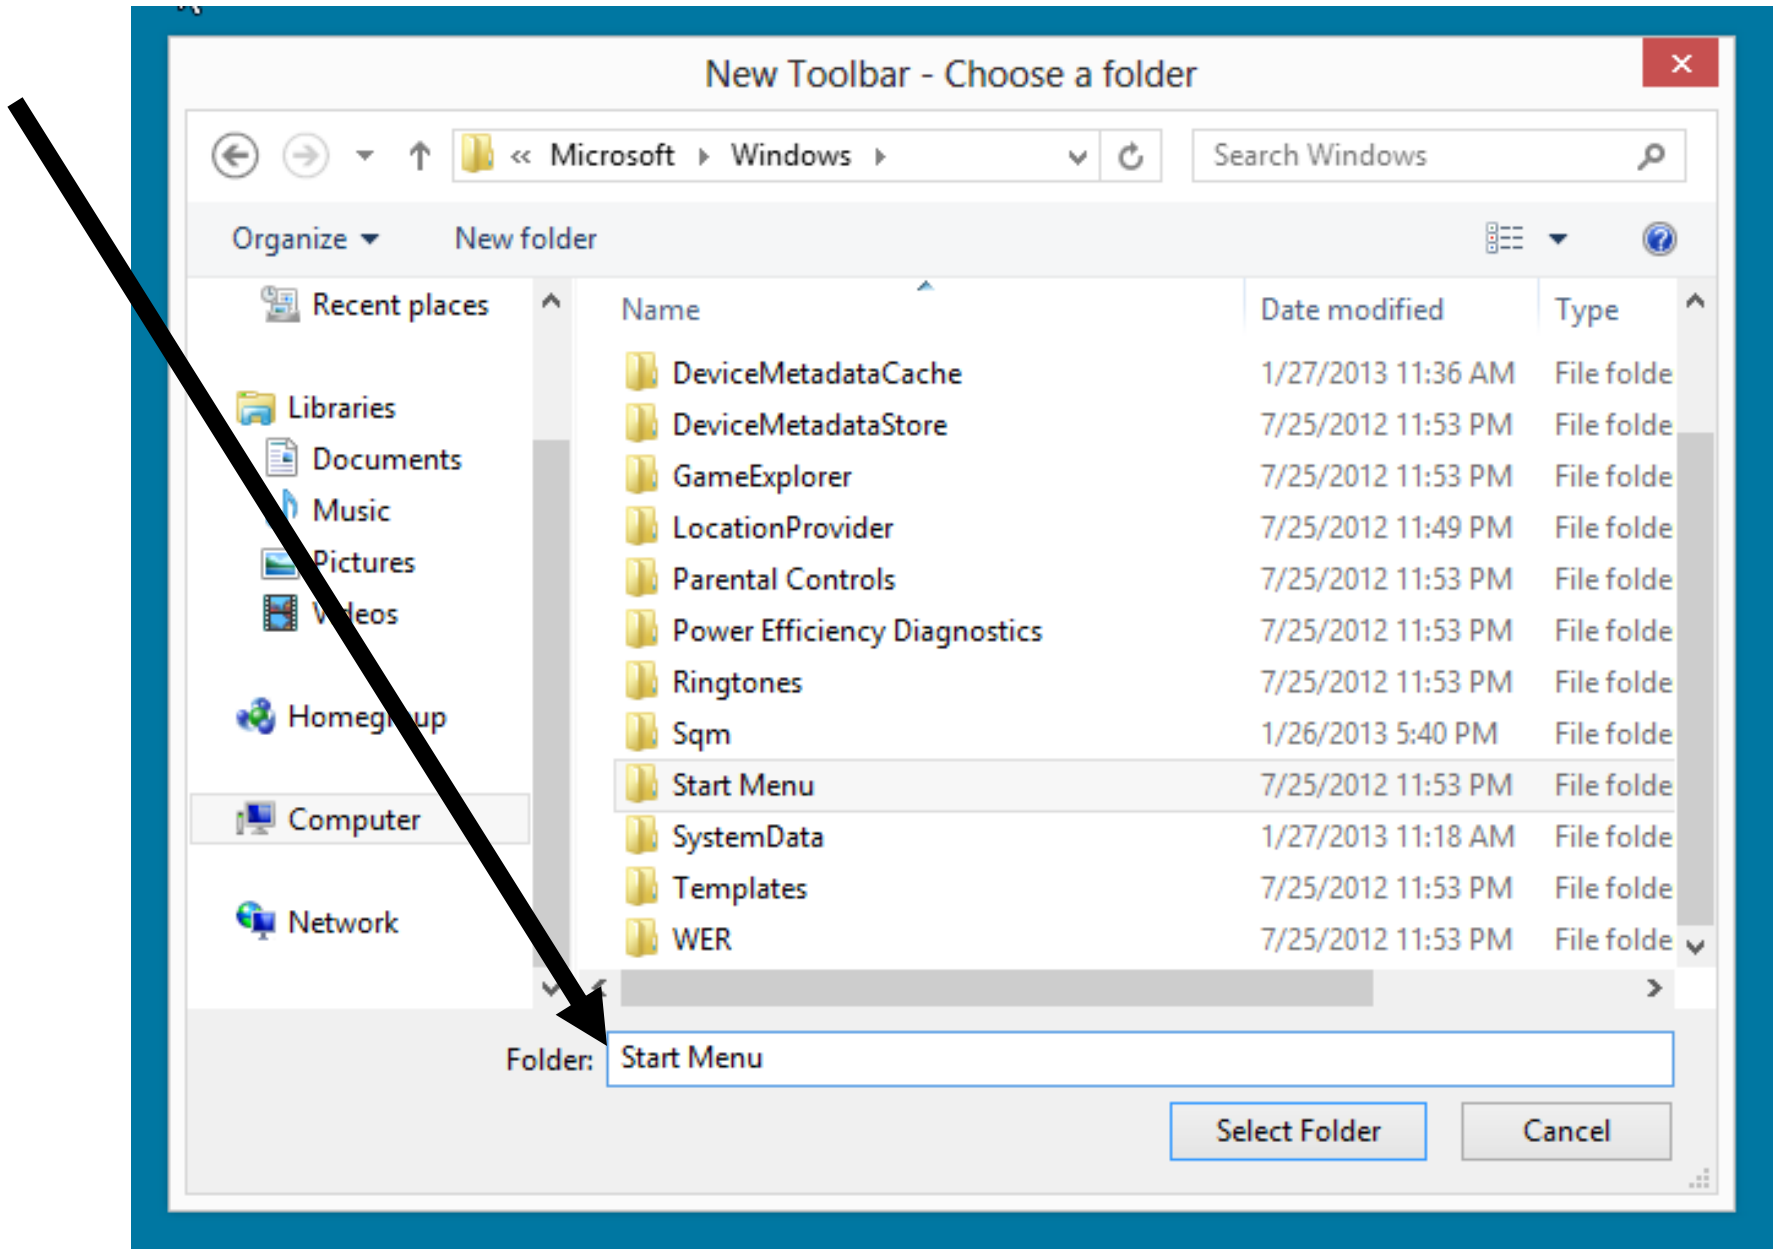 New Toolbar - Choose a folder
« Microsoft Windows Search Windows
Organize New folder
Recent places
Libraries
Documents
Music
Pictures
Videos
Homegroup
Computer
Network
Name Date modified Type
DeviceMetadataCache 1/27/2013 11:36 AM File folde
DeviceMetadataStore 7/25/2012 11:53 PM File folde
GameExplorer 7/25/2012 11:53 PM File folde
LocationProvider 7/25/2012 11:49 PM File folde
Parental Controls 7/25/2012 11:53 PM File folde
Power Efficiency Diagnostics 7/25/2012 11:53 PM File folde
Ringtones 7/25/2012 11:53 PM File folde
Sqm 1/26/2013 5:40 PM File folde
Start Menu 7/25/2012 11:53 PM File folde
SystemData 1/27/2013 11:18 AM File folde
Templates 7/25/2012 11:53 PM File folde
WER 7/25/2012 11:53 PM File folde
Folder: Start Menu
Select Folder Cancel